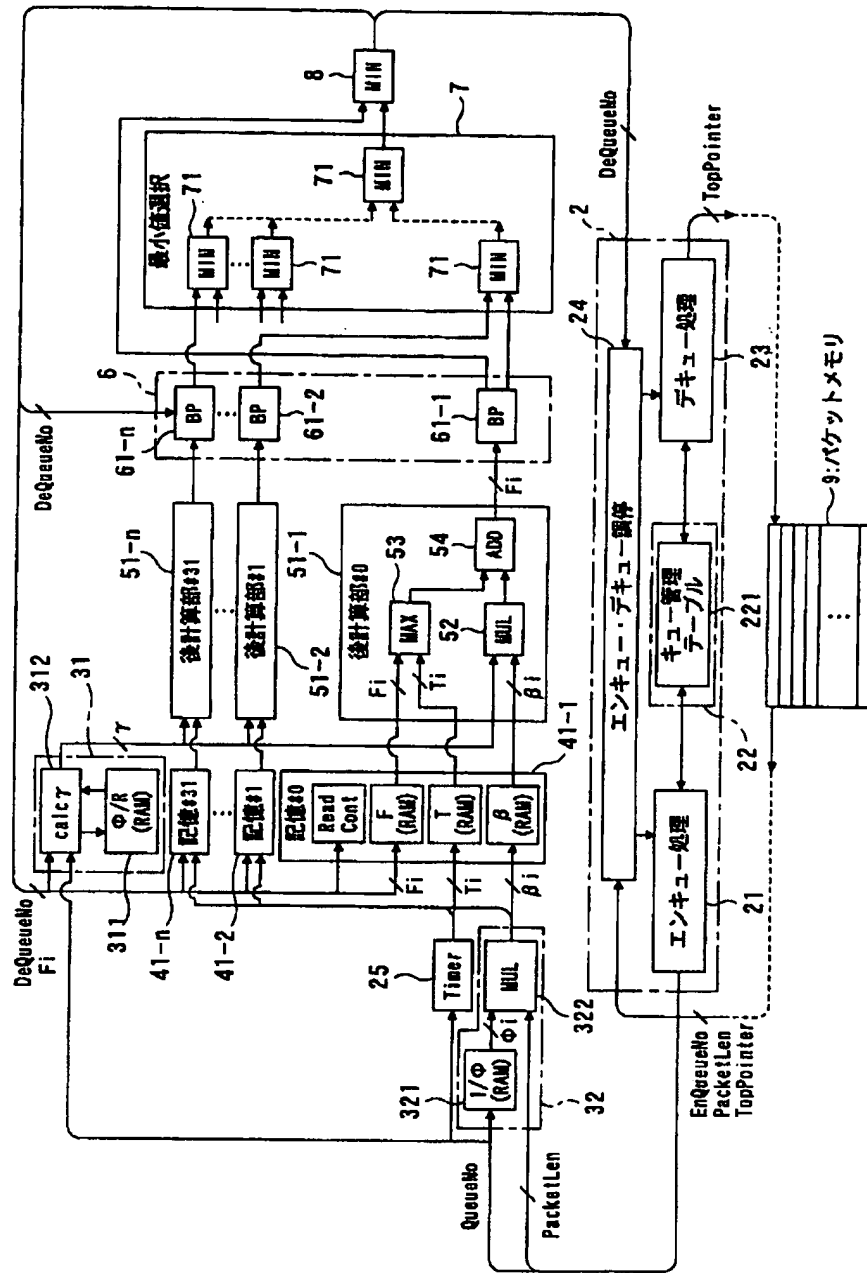 DeQueueNo
DeQueueNo
Fi
312
calcγ
31
Φ/R
(RAM)
311
γ
41-n
記憶#31
41-2
記憶#1
記憶#0
41-1
Read
Cont
F
(RAM)
T
(RAM)
β
(RAM)
Fi
Ti
βi
Fi
Ti
βi
51-n
後計算部#31
後計算部#1
51-2
後計算部#0
51-1
53
MAX
54
ADD
52
MUL
Fi
6
61-n
BP
BP
61-2
61-1
BP
最小値選択
71
MIN
MIN
71
71
MIN
71
MIN
7
8
MIN
25
Timer
321
1/Φ
(RAM)
Φi
MUL
322
32
QueueNo
PacketLen
EnQueueNo
PacketLen
TopPointer
DeQueueNo
2
24
エンキュー・デキュー調停
エンキュー処理
21
キュー管理
テーブル
221
22
デキュー処理
23
TopPointer
9:パケットメモリ